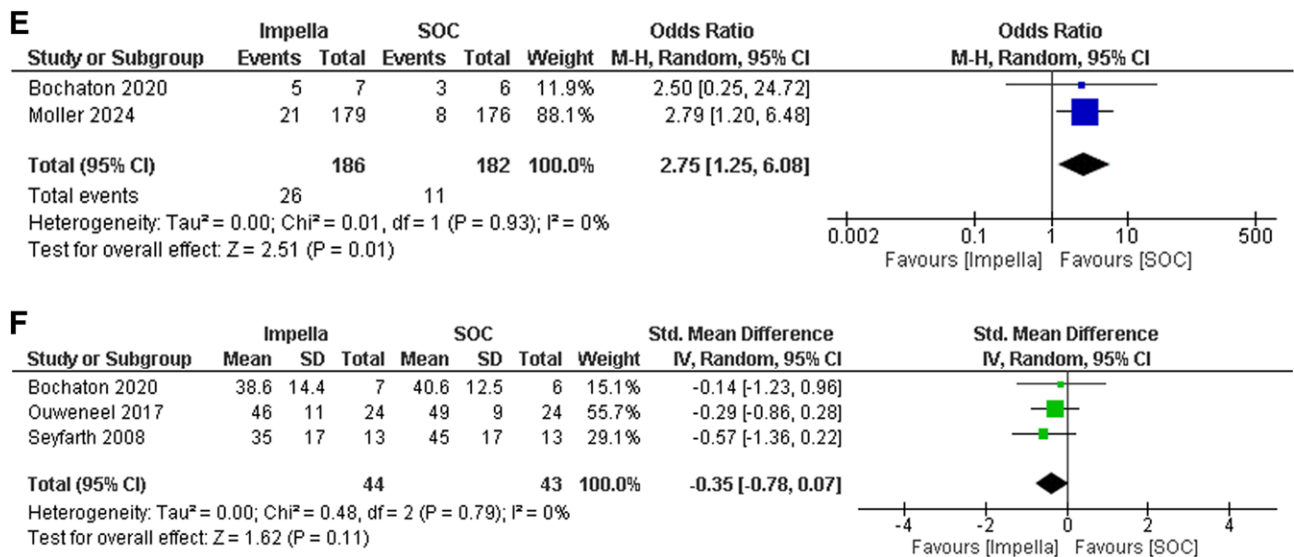 E
Impella SOC Odds Ratio Odds Ratio
Study or Subgroup Events Total Events Total Weight M-H, Random, 95% CI M-H, Random, 95% CI
Bochaton 2020 5 7 3 6 11.9% 2.50 [0.25, 24.72]
Moller 2024 21 179 8 176 88.1% 2.79 [1.20, 6.48]
Total (95% CI) 186 182 100.0% 2.75 [1.25, 6.08]
Total events 26 11
Heterogeneity: Tau² = 0.00; Chi² = 0.01, df = 1 (P = 0.93); I² = 0%
Test for overall effect: Z = 2.51 (P = 0.01)
0.002 0.1 1 10 500
Favours [Impella] Favours [SOC]
F
Impella SOC Std. Mean Difference Std. Mean Difference
Study or Subgroup Mean SD Total Mean SD Total Weight IV, Random, 95% CI IV, Random, 95% CI
Bochaton 2020 38.6 14.4 7 40.6 12.5 6 15.1% -0.14 [-1.23, 0.96]
Ouweneel 2017 46 11 24 49 9 24 55.7% -0.29 [-0.86, 0.28]
Seyfarth 2008 35 17 13 45 17 13 29.1% -0.57 [-1.36, 0.22]
Total (95% CI) 44 43 100.0% -0.35 [-0.78, 0.07]
Heterogeneity: Tau² = 0.00; Chi² = 0.48, df = 2 (P = 0.79); I² = 0%
Test for overall effect: Z = 1.62 (P = 0.11)
-4 -2 0 2 4
Favours [Impella] Favours [SOC]